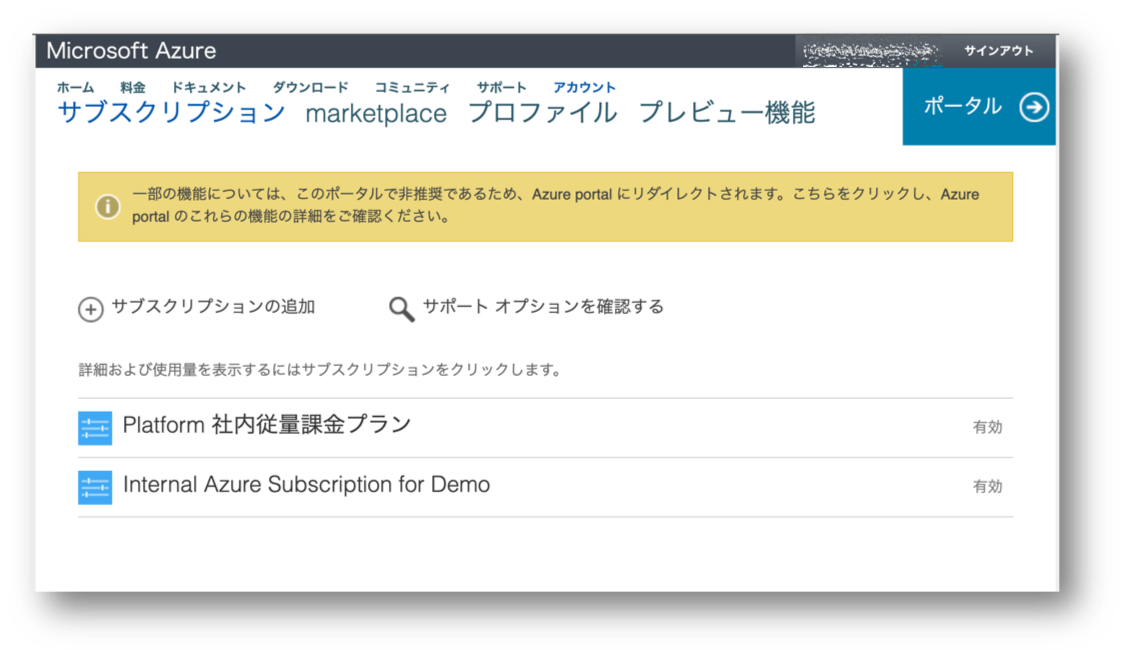 Microsoft Azure
サインアウト
ホーム 料金 ドキュメント ダウンロード コミュニティ サポート アカウント
サブスクリプション marketplace プロファイル プレビュー機能
ポータル
一部の機能については、このポータルで非推奨であるため、Azure portal にリダイレクトされます。こちらをクリックし、Azure
portal のこれらの機能の詳細をご確認ください。
サブスクリプションの追加
サポート オプションを確認する
詳細および使用量を表示するにはサブスクリプションをクリックします。
Platform 社内従量課金プラン
有効
Internal Azure Subscription for Demo
有効